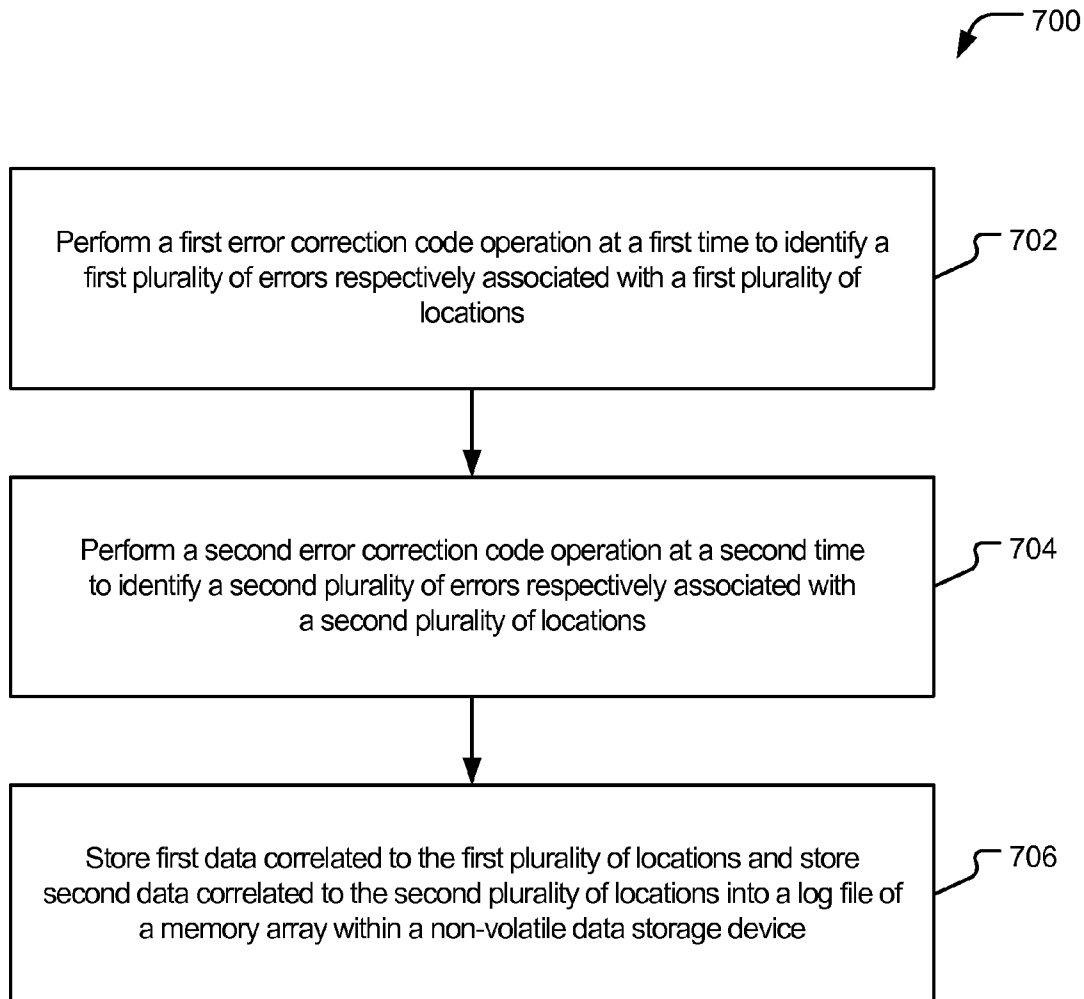 700
Perform a first error correction code operation at a first time to identify a
first plurality of errors respectively associated with a first plurality of
locations
702
Perform a second error correction code operation at a second time
to identify a second plurality of errors respectively associated with
a second plurality of locations
704
Store first data correlated to the first plurality of locations and store
second data correlated to the second plurality of locations into a log file of
a memory array within a non-volatile data storage device
706